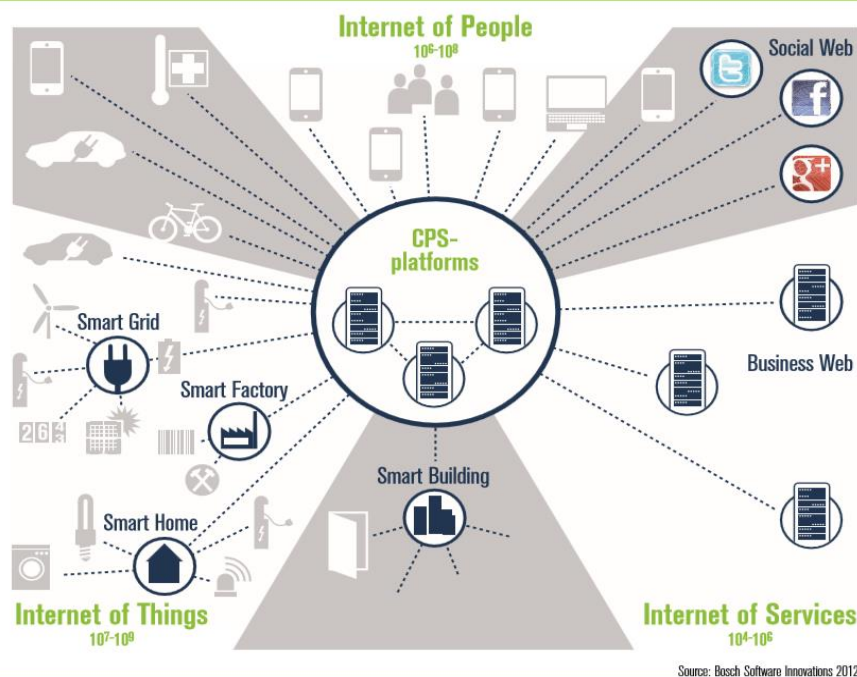 Internet of People
10⁶-10⁸
Social Web
CPS-
platforms
Smart Grid
Business Web
Smart Factory
Smart Building
Smart Home
Internet of Things
10⁷-10⁹
Internet of Services
10⁴-10⁶
Source: Bosch Software Innovations 2012